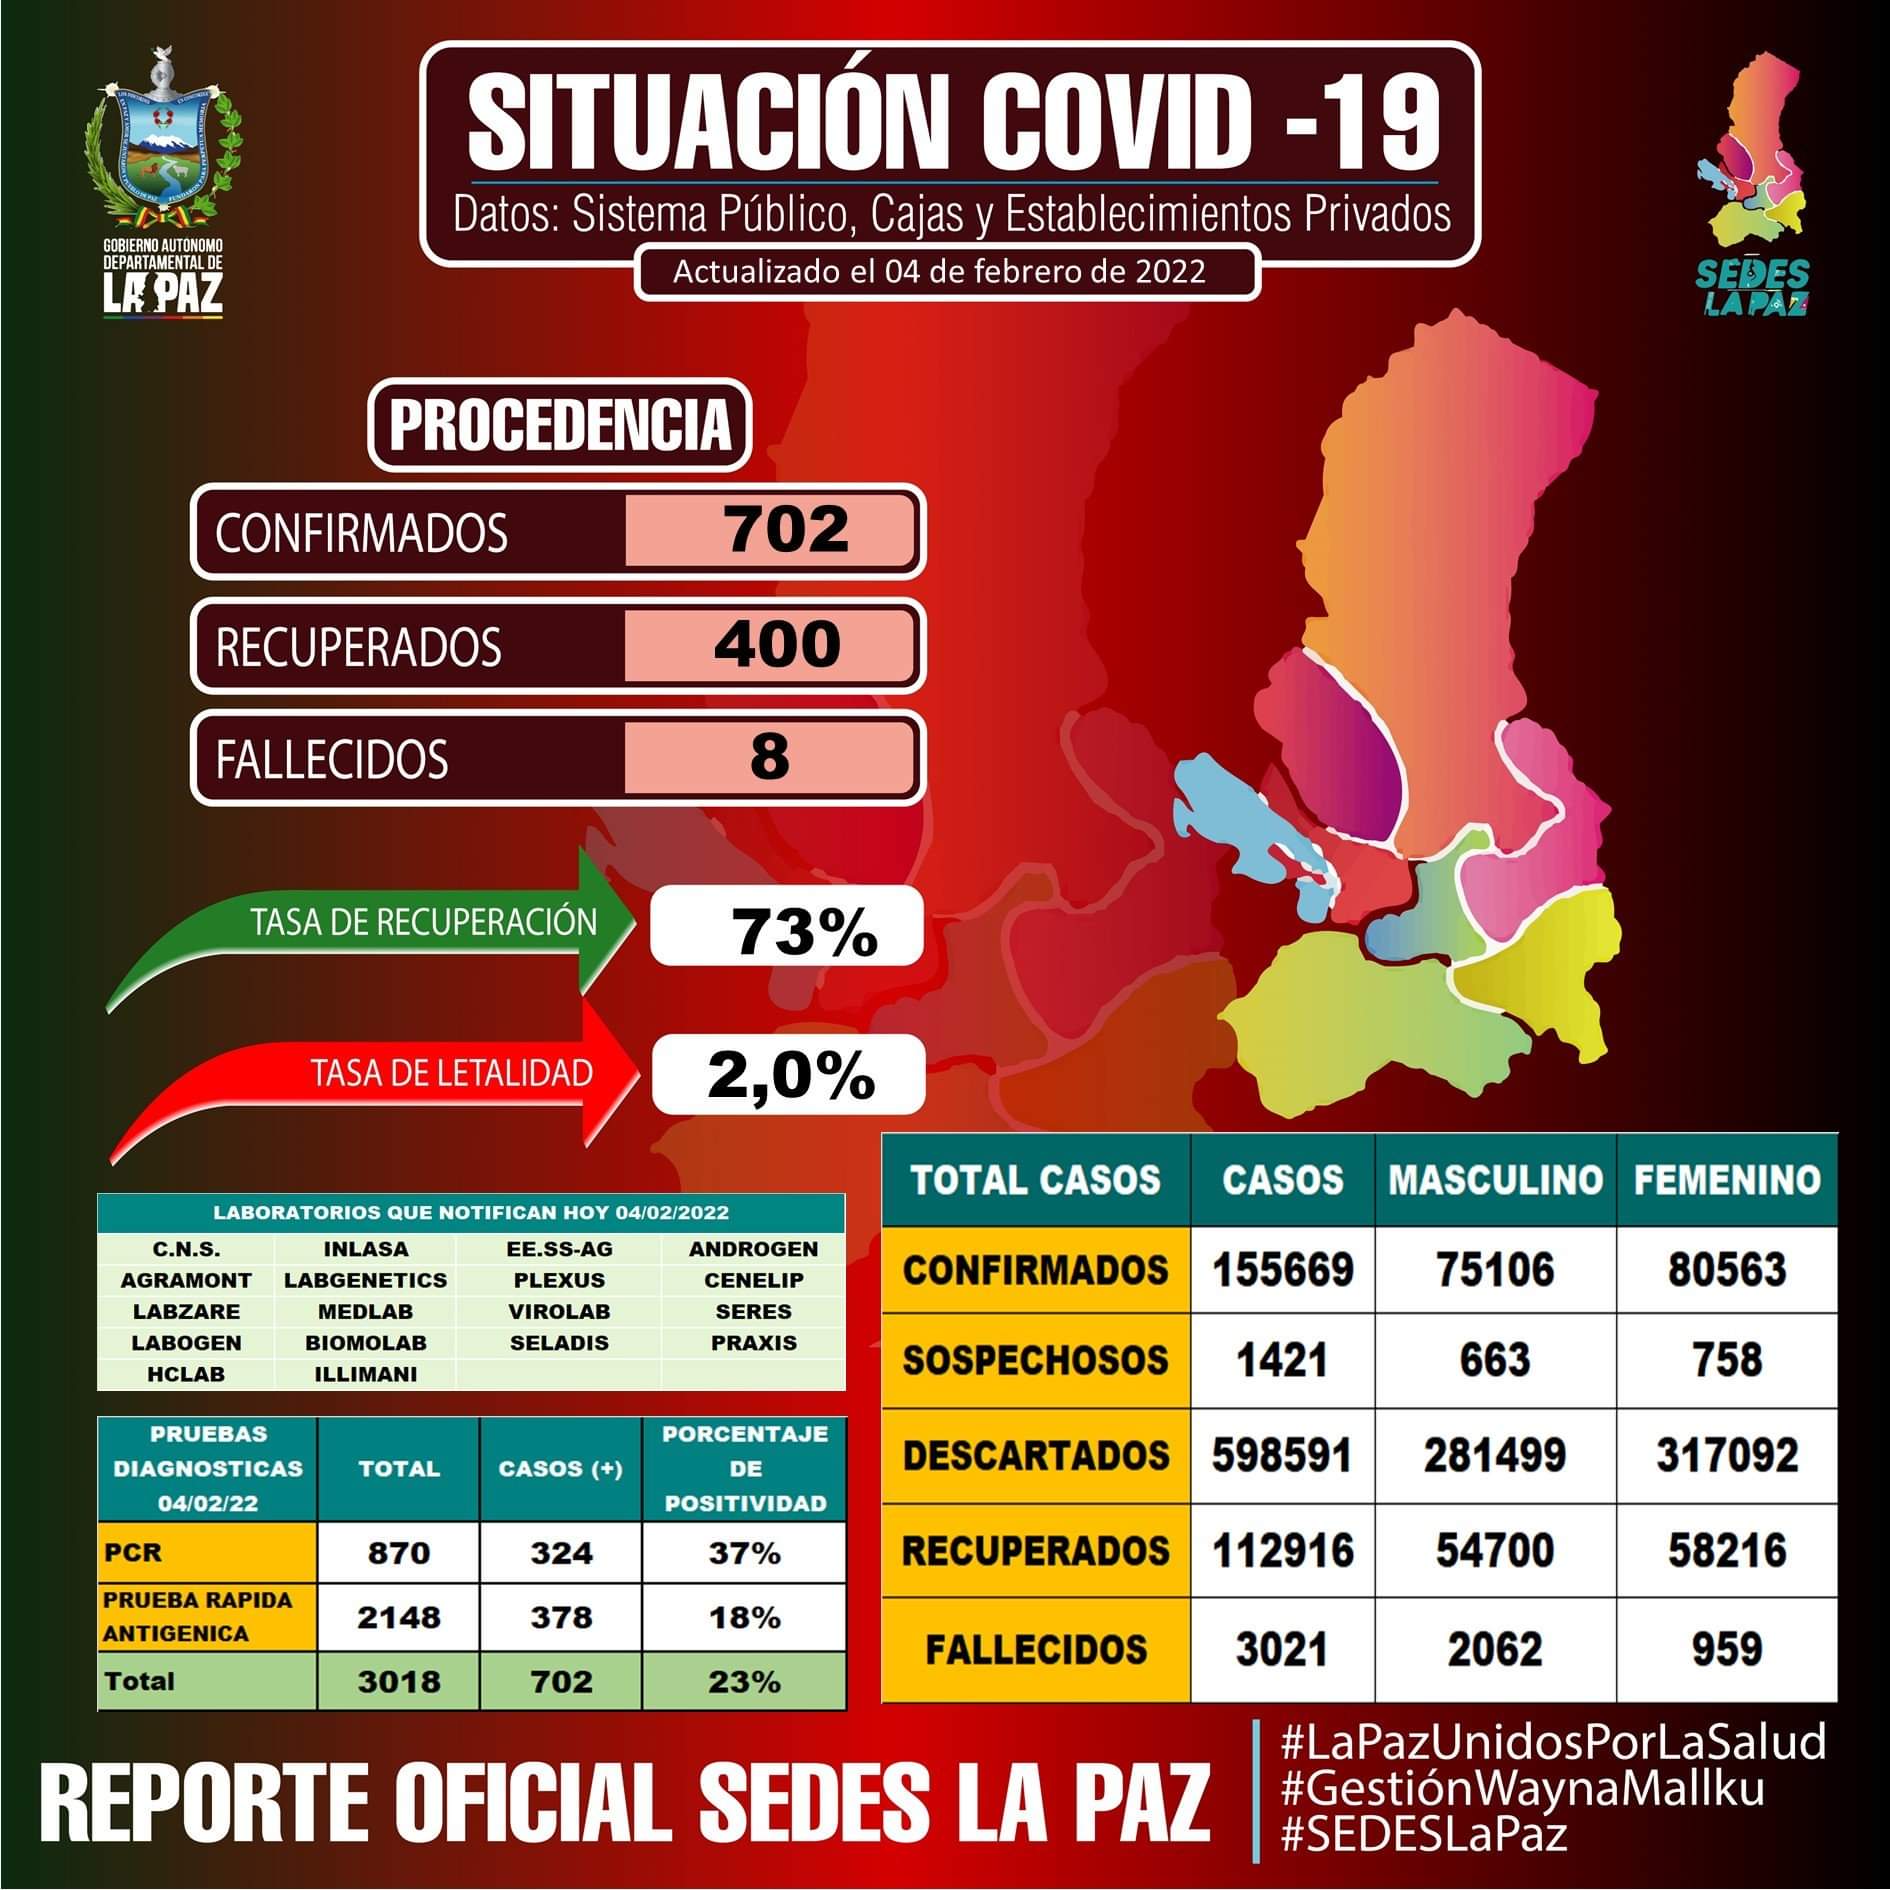 SITUACIÓN COVID -19
Datos: Sistema Público, Cajas y Establecimientos Privados
Actualizado el 04 de febrero de 2022
GOBIERNO AUTÓNOMO
DEPARTAMENTAL DE
LA PAZ
SEDES
LA PAZ
PROCEDENCIA
CONFIRMADOS 702
RECUPERADOS 400
FALLECIDOS 8
TASA DE RECUPERACIÓN 73%
TASA DE LETALIDAD 2,0%
LABORATORIOS QUE NOTIFICAN HOY 04/02/2022
C.N.S. INLASA EE.SS-AG ANDROGEN
AGRAMONT LABGENETICS PLEXUS CENELIP
LABZARE MEDLAB VIROLAB SERES
LABOGEN BIOMOLAB SELADIS PRAXIS
HCLAB ILLIMANI
PRUEBAS
DIAGNOSTICAS
04/02/22
TOTAL
CASOS (+)
PORCENTAJE
DE
POSITIVIDAD
PCR 870 324 37%
PRUEBA RAPIDA
ANTIGENICA
2148 378 18%
Total 3018 702 23%
TOTAL CASOS CASOS MASCULINO FEMENINO
CONFIRMADOS 155669 75106 80563
SOSPECHOSOS 1421 663 758
DESCARTADOS 598591 281499 317092
RECUPERADOS 112916 54700 58216
FALLECIDOS 3021 2062 959
REPORTE OFICIAL SEDES LA PAZ
#LaPazUnidosPorLaSalud
#GestiónWaynaMallku
#SEDESLaPaz